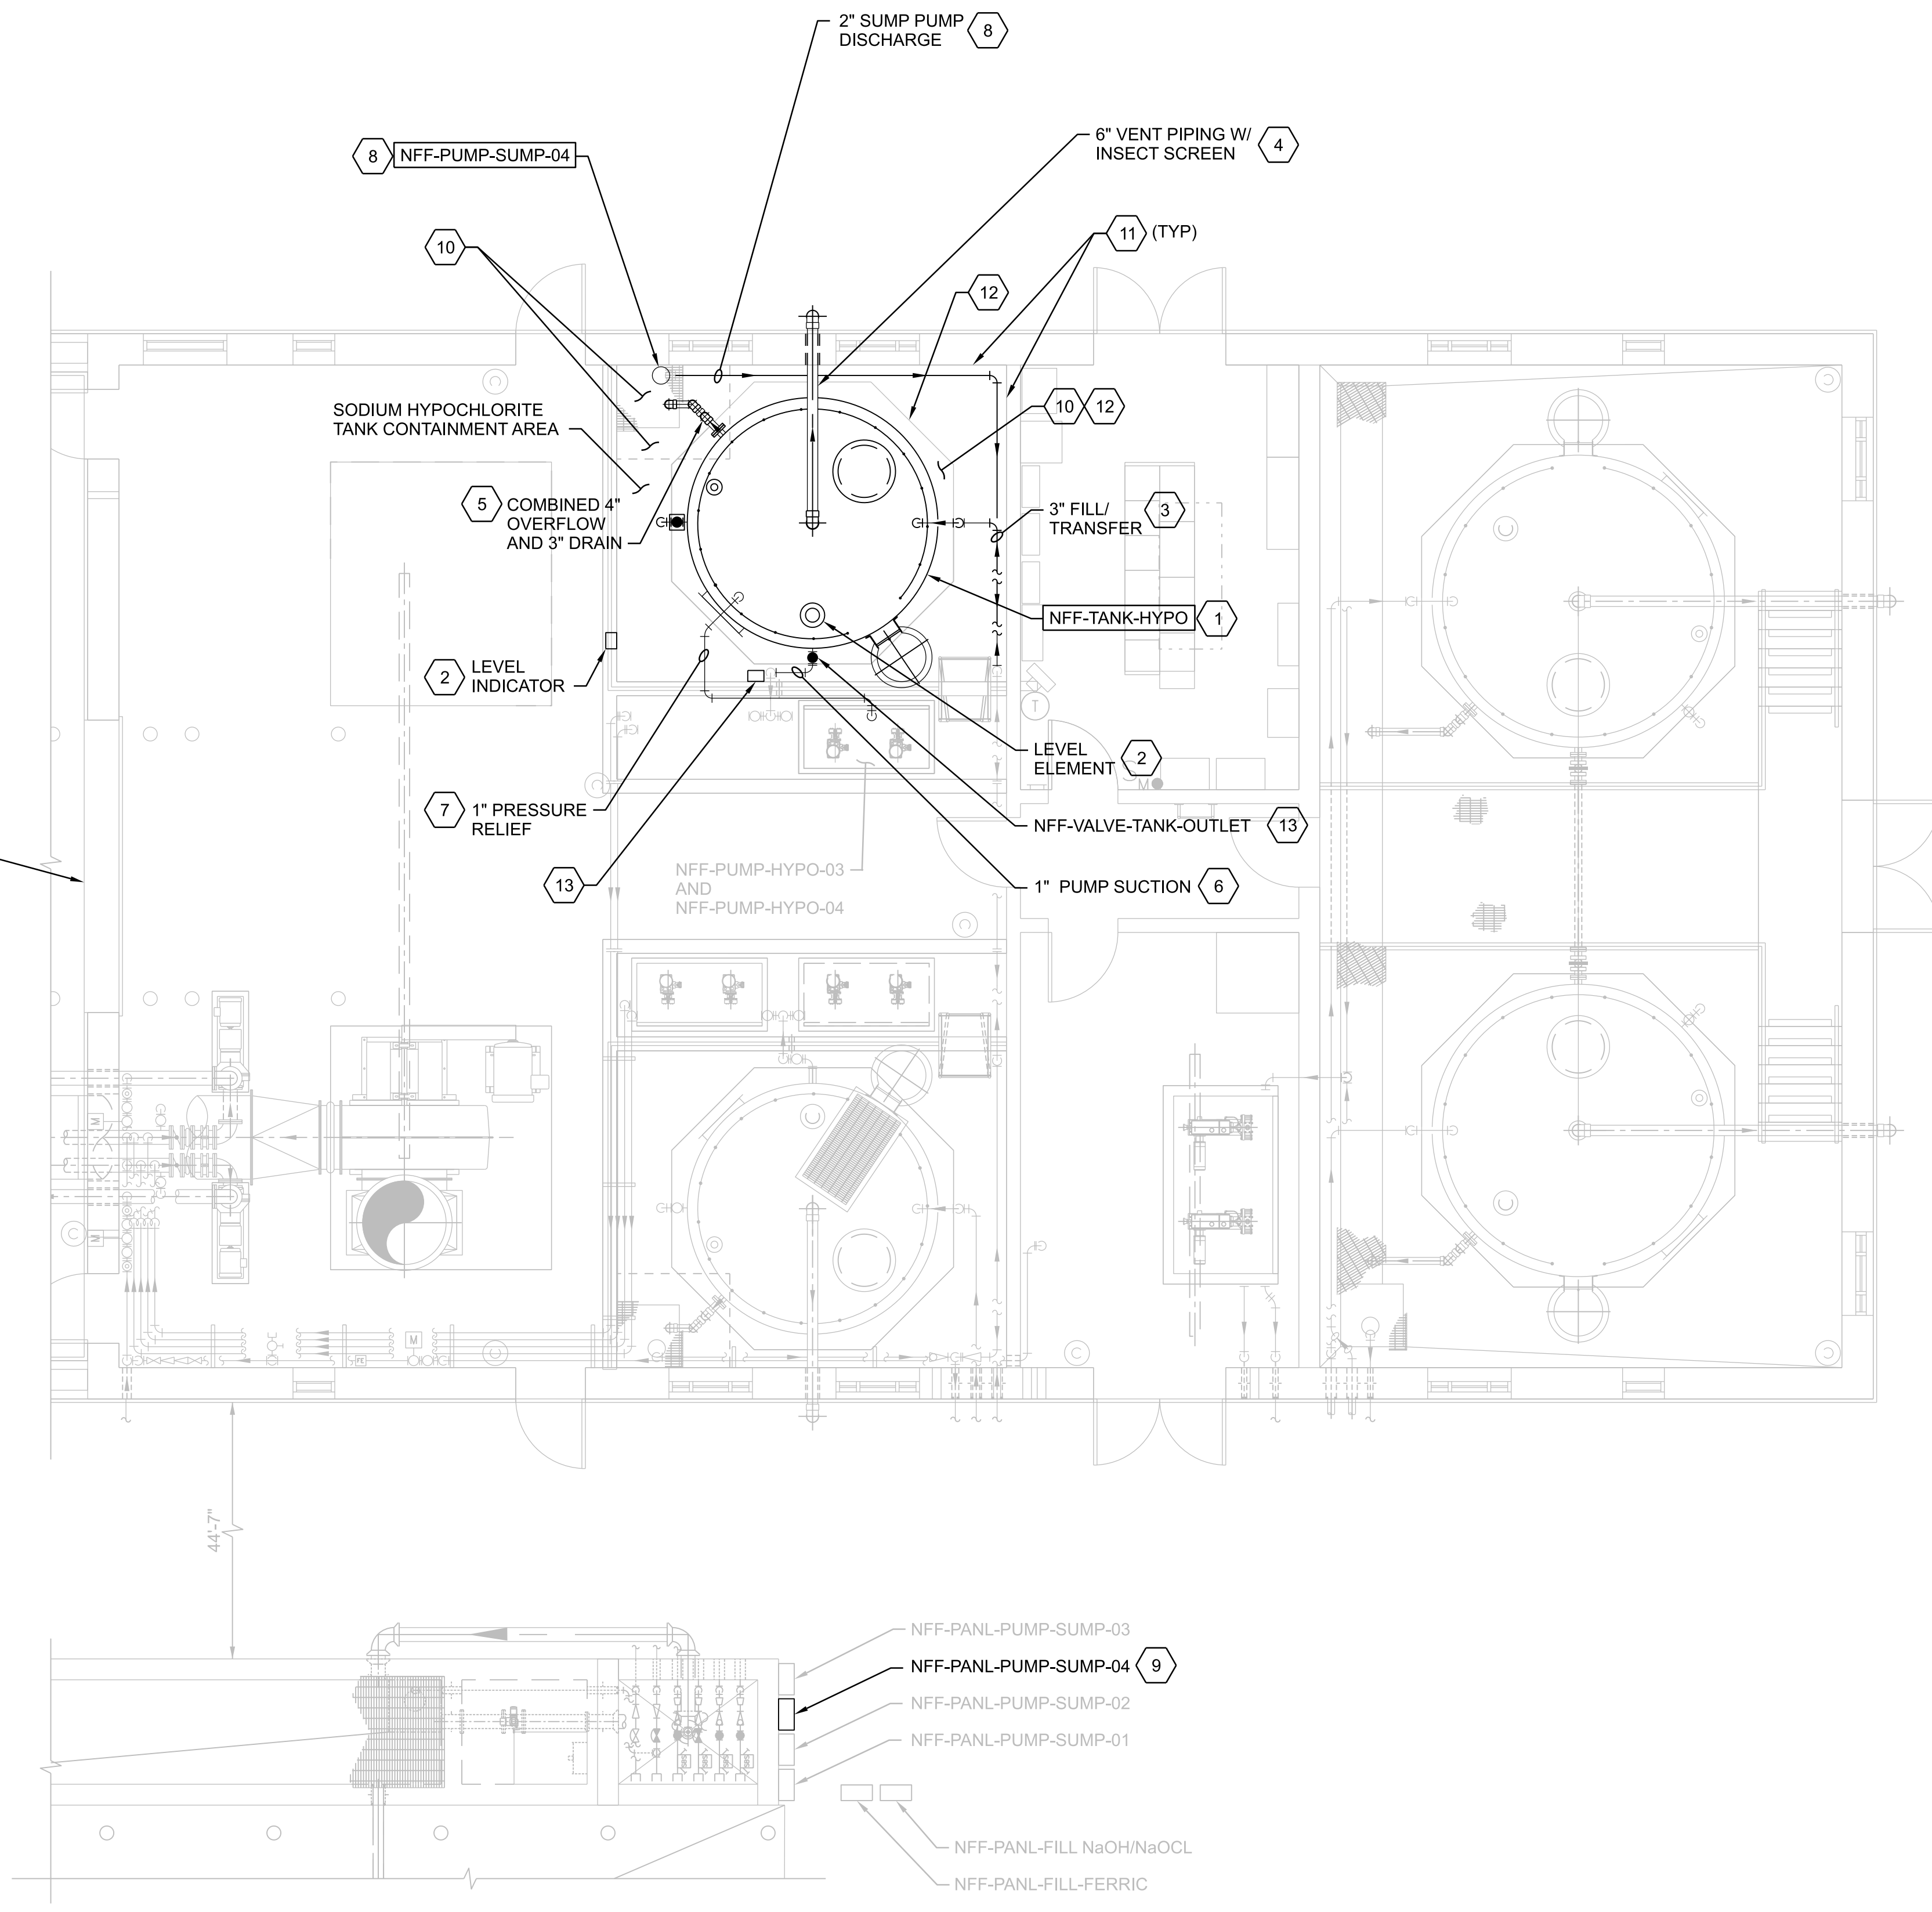 2" SUMP PUMP
DISCHARGE
8
8
NFF-PUMP-SUMP-04
6" VENT PIPING W/
INSECT SCREEN
4
10
11
(TYP)
12
SODIUM HYPOCHLORITE
TANK CONTAINMENT AREA
10
12
5
COMBINED 4"
OVERFLOW
AND 3" DRAIN
3" FILL/
TRANSFER
3
NFF-TANK-HYPO
1
2
LEVEL
INDICATOR
T
LEVEL
ELEMENT
2
M
7
1" PRESSURE
RELIEF
NFF-VALVE-TANK-OUTLET
13
13
NFF-PUMP-HYPO-03
AND
NFF-PUMP-HYPO-04
1" PUMP SUCTION
6
M
M
M
FE
44'-7"
NFF-PANL-PUMP-SUMP-03
NFF-PANL-PUMP-SUMP-04
9
NFF-PANL-PUMP-SUMP-02
NFF-PANL-PUMP-SUMP-01
NFF-PANL-FILL NaOH/NaOCL
NFF-PANL-FILL-FERRIC